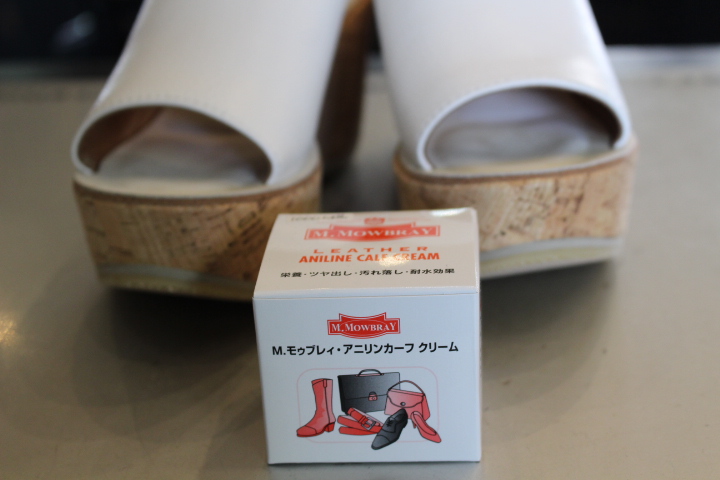 M. MOWBRAY
LEATHER
ANILINE CALF CREAM
栄養・ツヤ出し・汚れ落し・耐水効果
M. MOWBRAY
M.モゥブレィ・アニリンカーフ クリーム